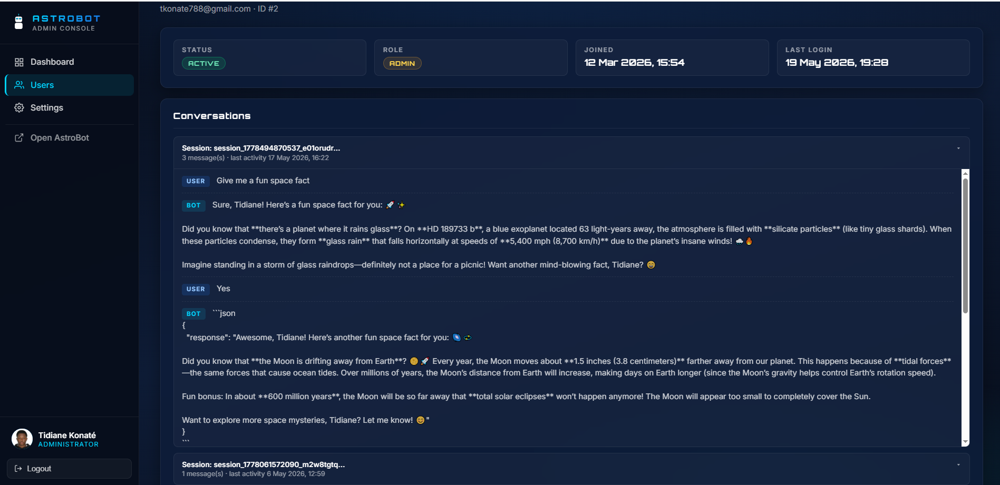 ASTROBOT
ADMIN CONSOLE
Dashboard
Users
Settings
Open AstroBot
Tidiane Konaté
ADMINISTRATOR
Logout
tkonate788@gmail.com · ID #2
STATUS
ACTIVE
ROLE
ADMIN
JOINED
12 Mar 2026, 15:54
LAST LOGIN
19 May 2026, 19:28
Conversations
Session: session_1778494870537_e01orudr...
3 message(s) · last activity 17 May 2026, 16:22
USER Give me a fun space fact
BOT Sure, Tidiane! Here’s a fun space fact for you: 🚀 ✨
Did you know that **there’s a planet where it rains glass**? On **HD 189733 b**, a blue exoplanet located 63 light-years away, the atmosphere is filled with **silicate particles** (like tiny glass shards). When
these particles condense, they form **glass rain** that falls horizontally at speeds of **5,400 mph (8,700 km/h)** due to the planet’s insane winds! 🌧️🔥
Imagine standing in a storm of glass raindrops—definitely not a place for a picnic! Want another mind-blowing fact, Tidiane? 😄
USER Yes
BOT ```json
{
"response": "Awesome, Tidiane! Here’s another fun space fact for you: 🌌 💫
Did you know that **the Moon is drifting away from Earth**? 🌕 🚀 Every year, the Moon moves about **1.5 inches (3.8 centimeters)** farther away from our planet. This happens because of **tidal forces**
—the same forces that cause ocean tides. Over millions of years, the Moon’s distance from Earth will increase, making days on Earth longer (since the Moon’s gravity helps control Earth’s rotation speed).
Fun bonus: In about **600 million years**, the Moon will be so far away that **total solar eclipses** won’t happen anymore! The Moon will appear too small to completely cover the Sun.
Want to explore more space mysteries, Tidiane? Let me know! 😊"
}
```
Session: session_1778061572090_m2w8tgtq...
1 message(s) · last activity 6 May 2026, 12:59